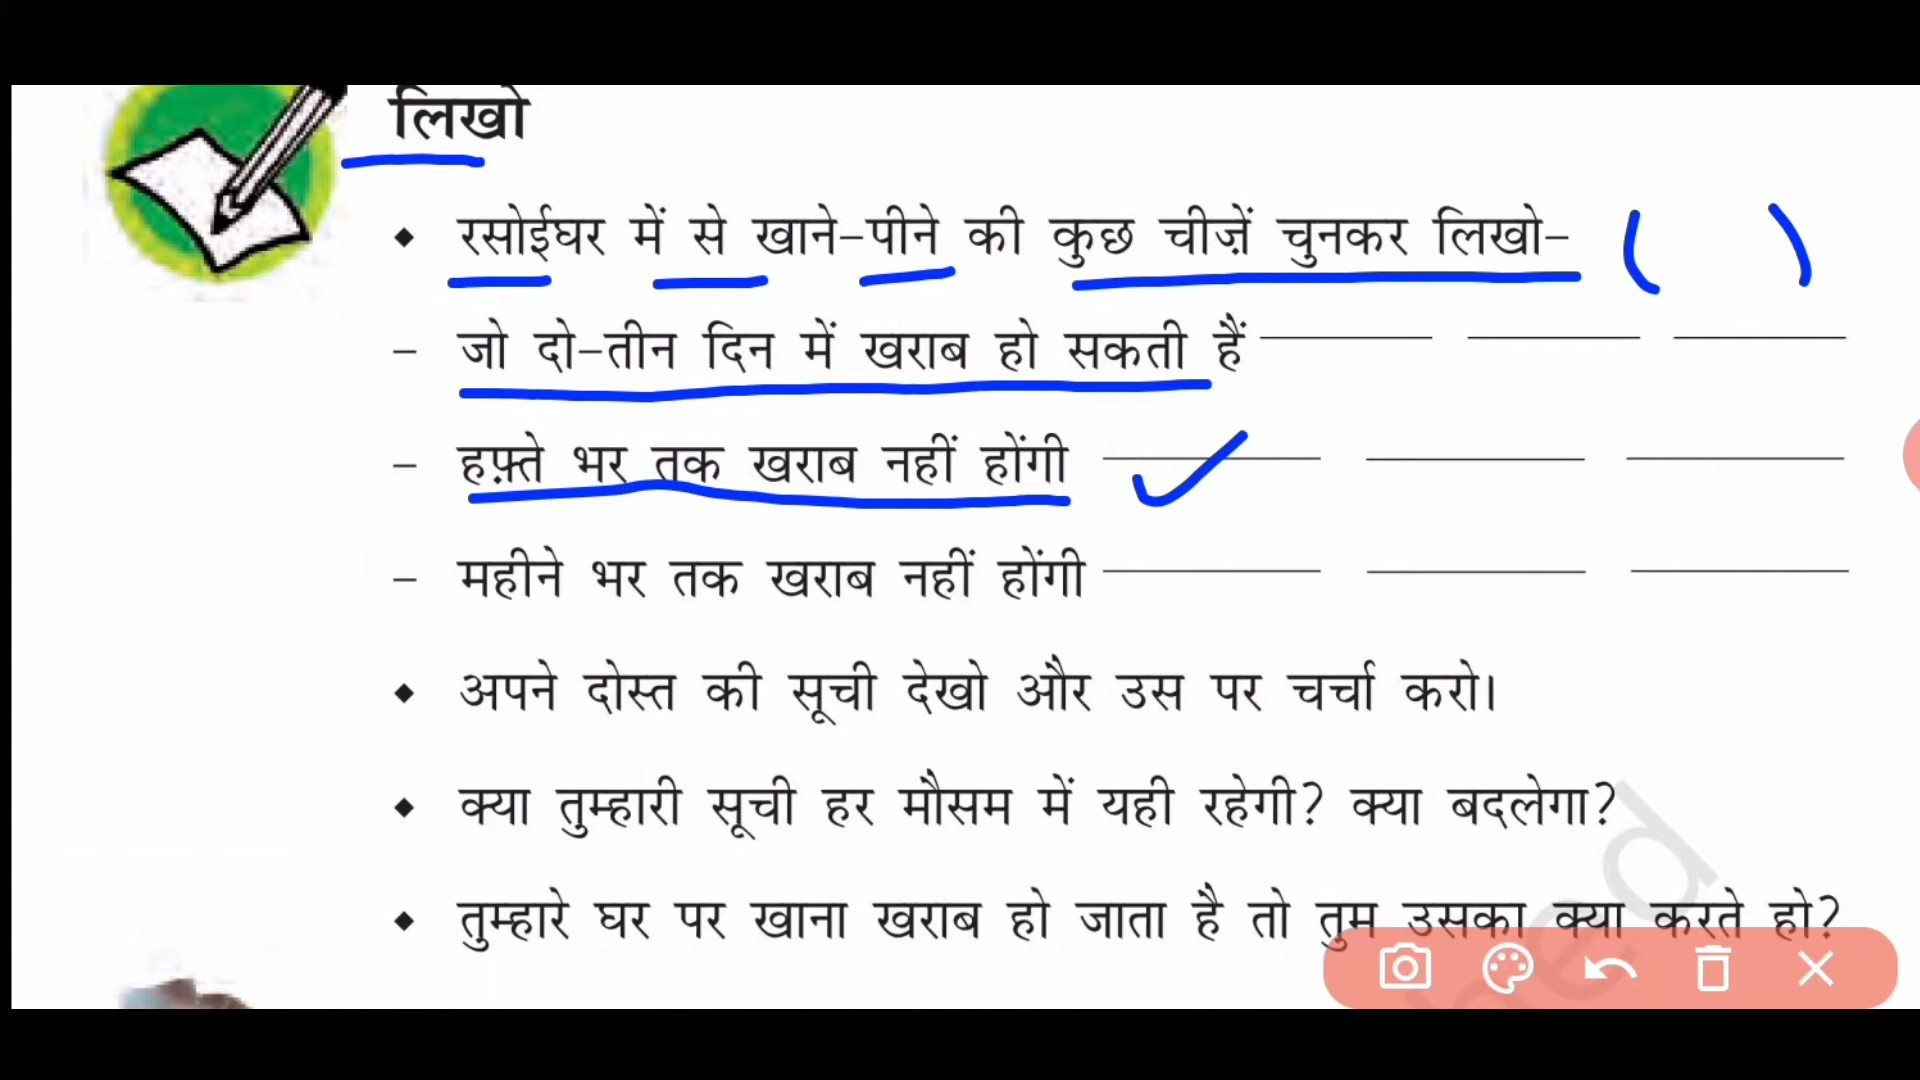 लिखो
◆ रसोईघर में से खाने-पीने की कुछ चीज़ें चुनकर लिखो-
- जो दो-तीन दिन में खराब हो सकती हैं
- हफ़्ते भर तक खराब नहीं होंगी
- महीने भर तक खराब नहीं होंगी
◆ अपने दोस्त की सूची देखो और उस पर चर्चा करो।
◆ क्या तुम्हारी सूची हर मौसम में यही रहेगी? क्या बदलेगा?
◆ तुम्हारे घर पर खाना खराब हो जाता है तो तुम उसका क्या करते हो?